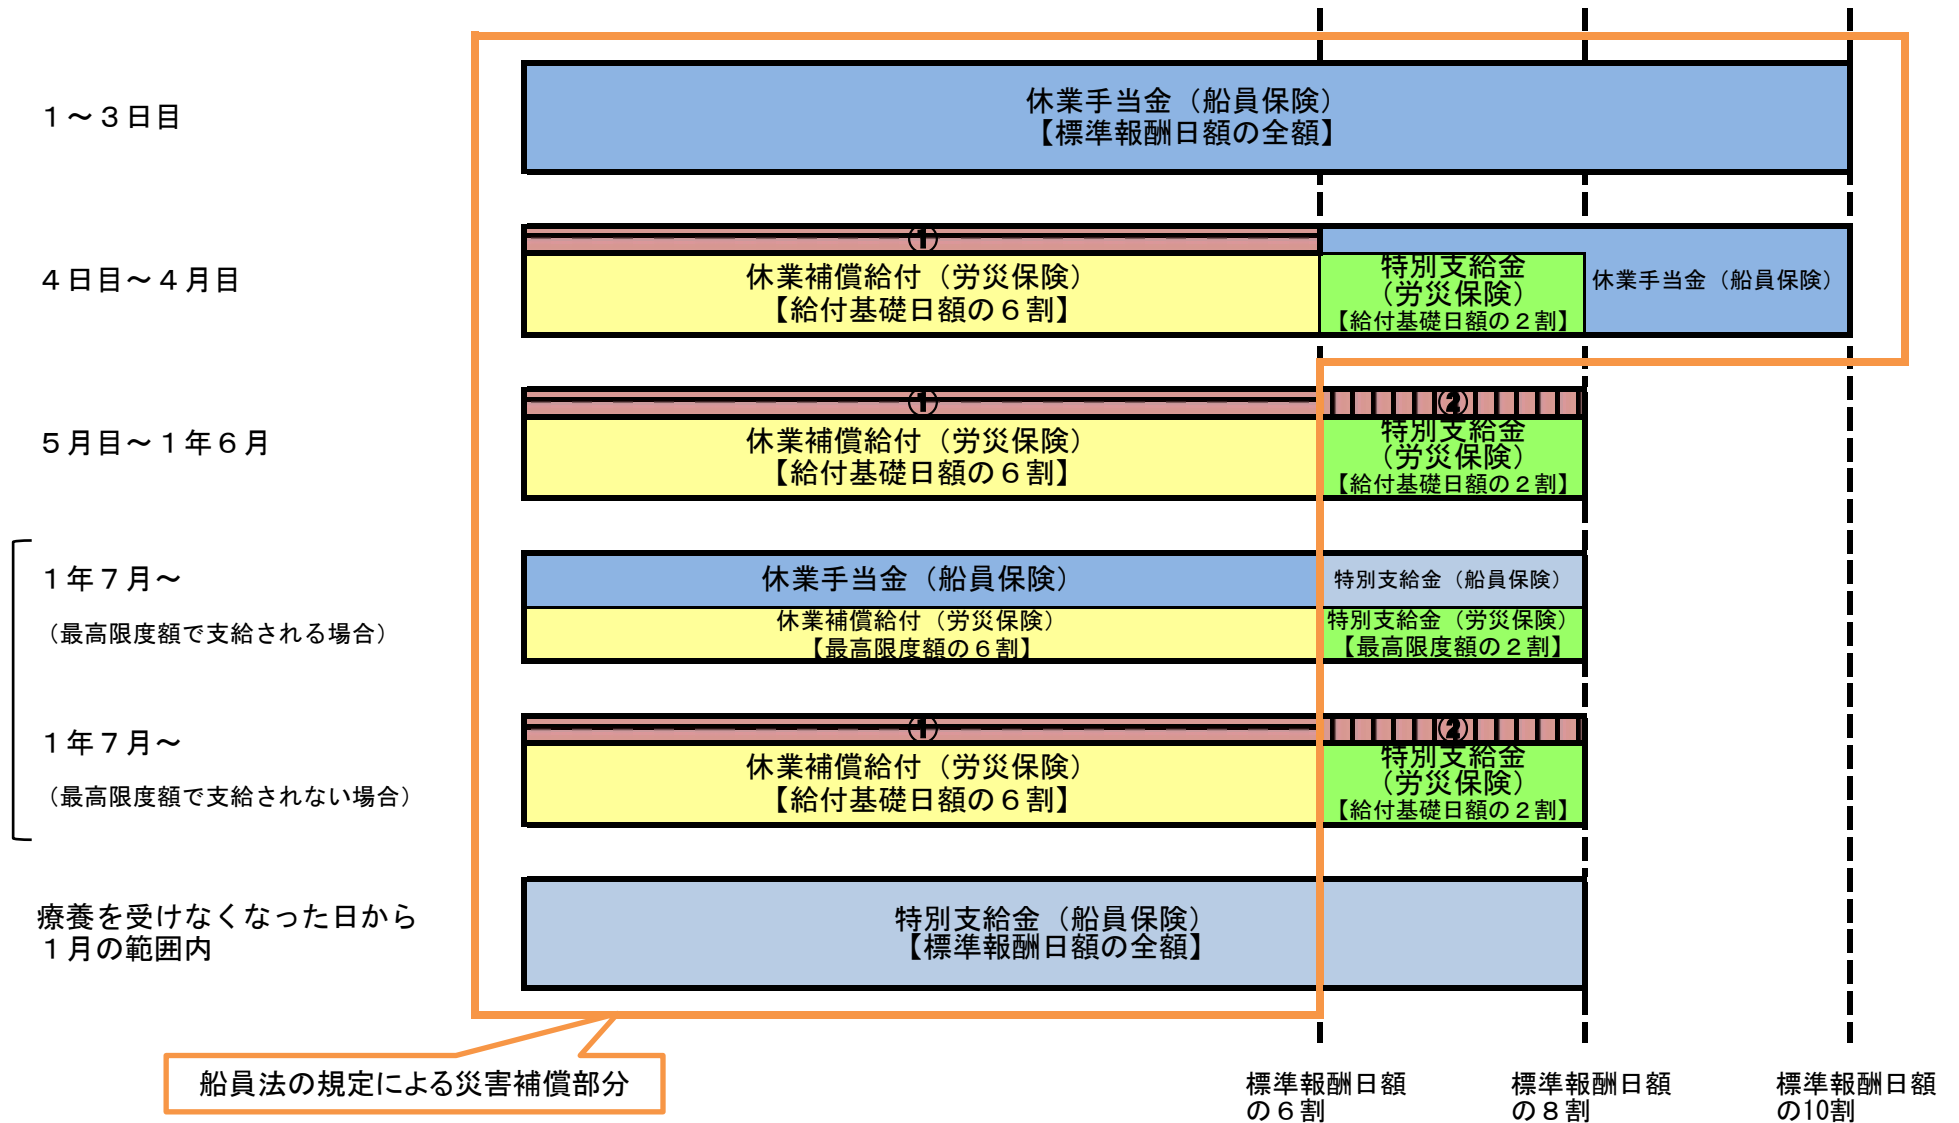 １～３日目
休業手当金（船員保険）
【標準報酬日額の全額】
４日目～４月目
①
休業補償給付（労災保険）
【給付基礎日額の６割】
特別支給金
（労災保険）
【給付基礎日額の２割】
休業手当金（船員保険）
５月目～１年６月
①
休業補償給付（労災保険）
【給付基礎日額の６割】
②
特別支給金
（労災保険）
【給付基礎日額の２割】
１年７月～
（最高限度額で支給される場合）
休業手当金（船員保険）
特別支給金（船員保険）
休業補償給付（労災保険）
【最高限度額の６割】
特別支給金（労災保険）
【最高限度額の２割】
１年７月～
（最高限度額で支給されない場合）
①
休業補償給付（労災保険）
【給付基礎日額の６割】
②
特別支給金
（労災保険）
【給付基礎日額の２割】
療養を受けなくなった日から
１月の範囲内
特別支給金（船員保険）
【標準報酬日額の全額】
船員法の規定による災害補償部分
標準報酬日額
の６割
標準報酬日額
の８割
標準報酬日額
の10割